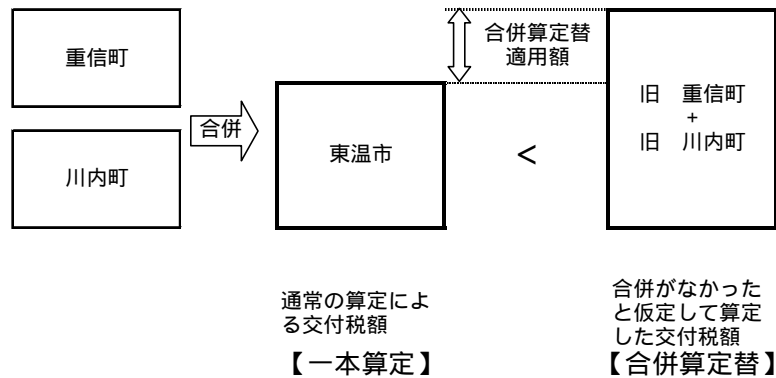 重信町
川内町
合併
東温市
合併算定替
適用額
<
旧　重信町
+
旧　川内町
通常の算定によ
る交付税額
【一本算定】
合併がなかった
と仮定して算定
した交付税額
【合併算定替】